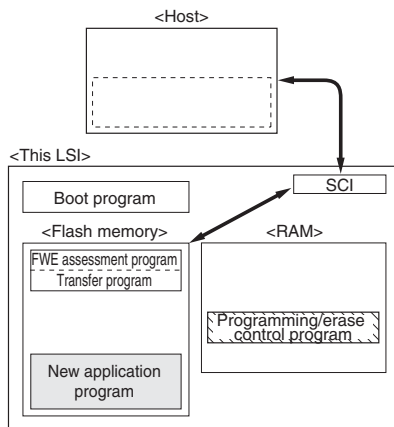 <Host>
<This LSI>
SCI
Boot program
<Flash memory>
<RAM>
FWE assessment program
Transfer program
Programming/erase
control program
New application
program